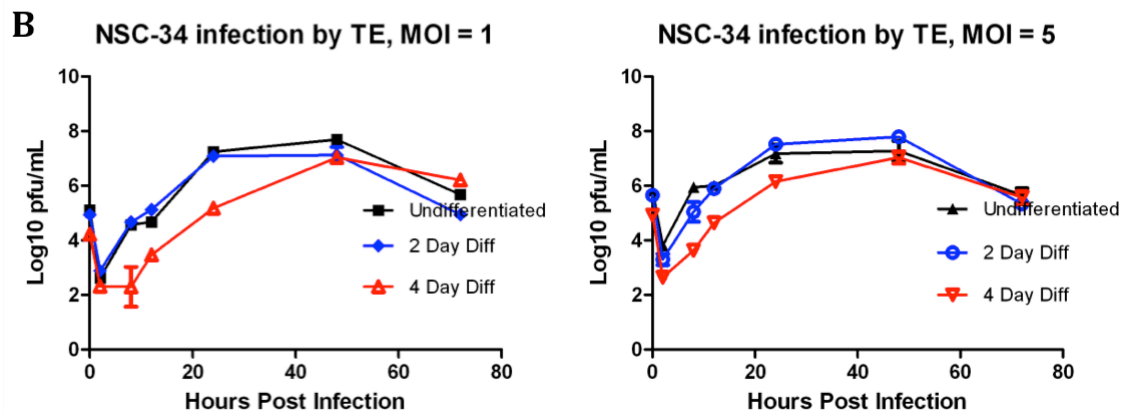 B
NSC-34 infection by TE, MOI = 1
10
8
6
4
2
0
Log10 pfu/mL
0 20 40 60 80
Hours Post Infection
Undifferentiated
2 Day Diff
4 Day Diff
NSC-34 infection by TE, MOI = 5
10
8
6
4
2
0
Log10 pfu/mL
0 20 40 60 80
Hours Post Infection
Undifferentiated
2 Day Diff
4 Day Diff